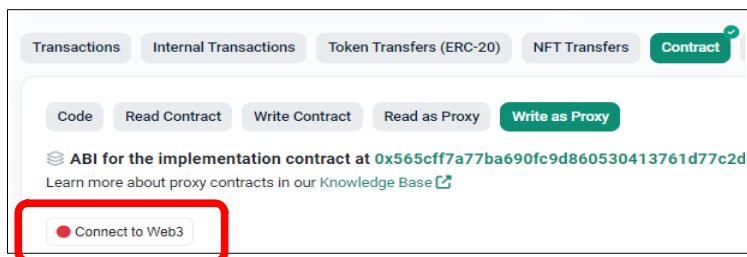 Transactions Internal Transactions Token Transfers (ERC-20) NFT Transfers Contract
Code Read Contract Write Contract Read as Proxy Write as Proxy
ABI for the implementation contract at 0x565cff7a77ba690fc9d860530413761d77c2d
Learn more about proxy contracts in our Knowledge Base
Connect to Web3